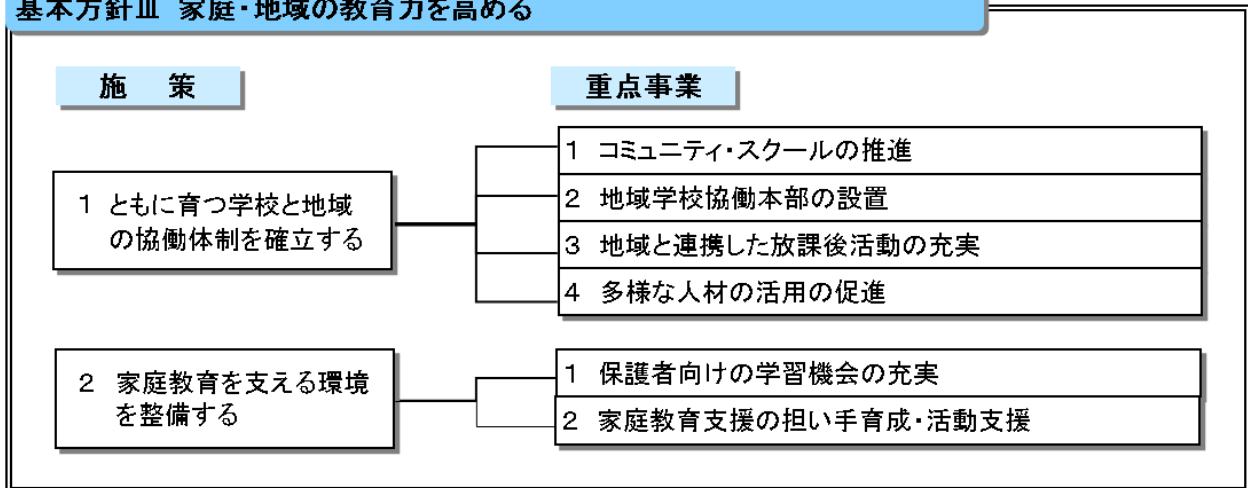 基本方針Ⅲ 家庭・地域の教育力を高める
施 策
重点事業
1 ともに育つ学校と地域
の協働体制を確立する
1 コミュニティ・スクールの推進
2 地域学校協働本部の設置
3 地域と連携した放課後活動の充実
4 多様な人材の活用の促進
2 家庭教育を支える環境
を整備する
1 保護者向けの学習機会の充実
2 家庭教育支援の担い手育成・活動支援